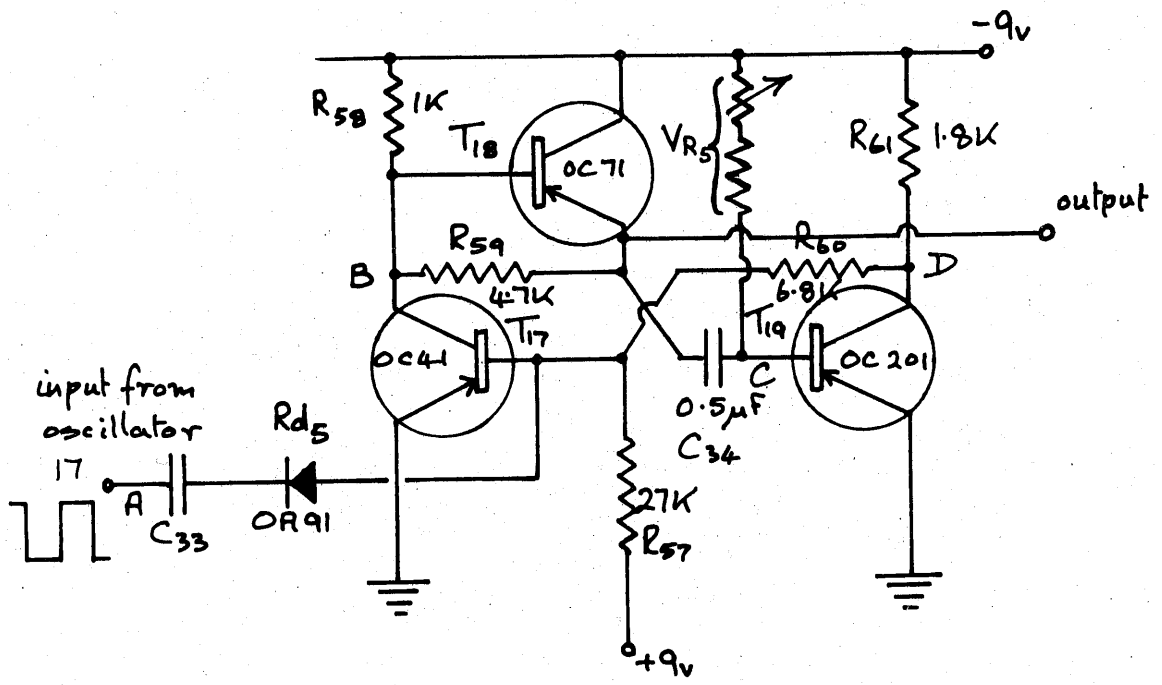 -9v
R58
1K
T18
OC71
VR5
R61
1.8K
output
R59
4.7K
R60
6.8K
B
D
T17
T19
OC41
OC201
C
0.5µF
C34
input from
oscillator
17
A
C33
Rd5
OA91
27K
R57
+9v